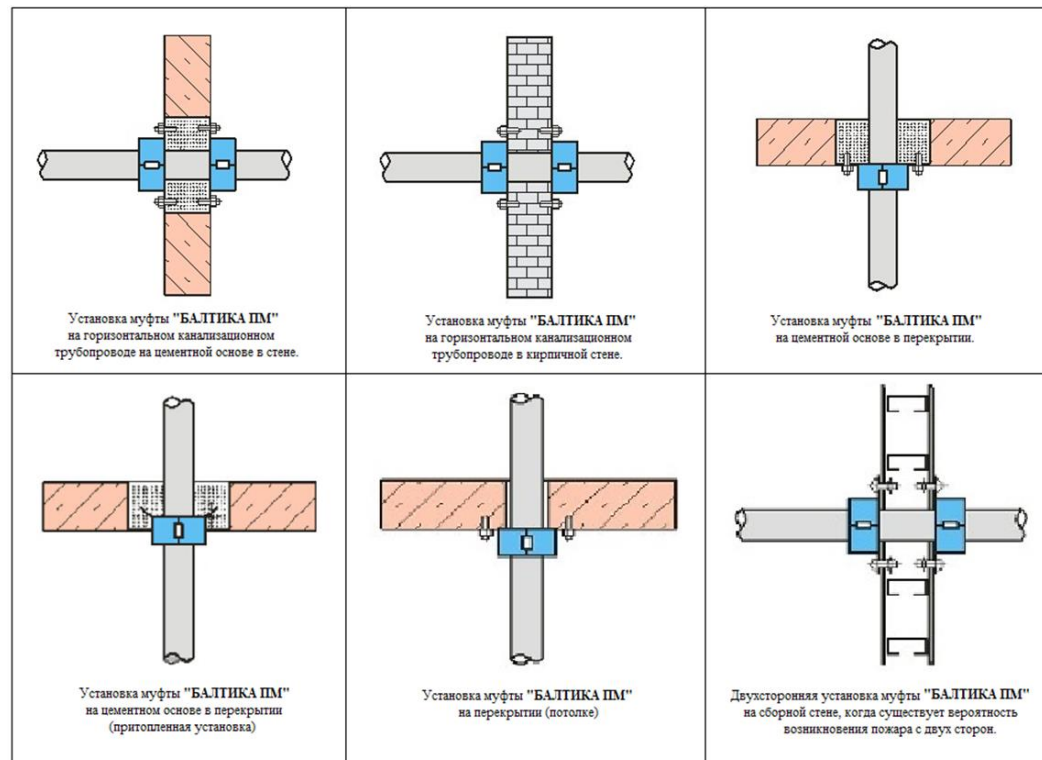 Установка муфты "БАЛТИКА ПМ"
на горизонтальном канализационном
трубопроводе на цементной основе в стене.
Установка муфты "БАЛТИКА ПМ"
на горизонтальном канализационном
трубопроводе в кирпичной стене.
Установка муфты "БАЛТИКА ПМ"
на цементной основе в перекрытии.
Установка муфты "БАЛТИКА ПМ"
на цементном основе в перекрытии
(притопленная установка)
Установка муфты "БАЛТИКА ПМ"
на перекрытии (потолке)
Двухсторонняя установка муфты "БАЛТИКА ПМ"
на сборной стене, когда существует вероятность
возникновения пожара с двух сторон.